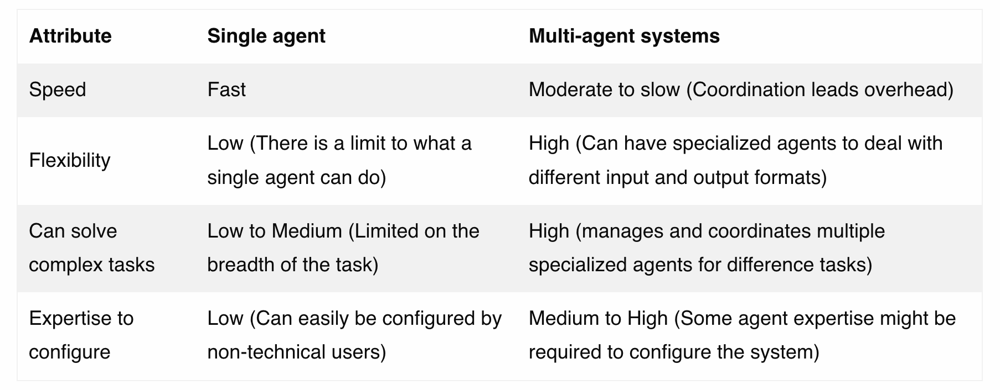 Attribute Single agent Multi-agent systems
Speed Fast Moderate to slow (Coordination leads overhead)
Flexibility
Low (There is a limit to what a
single agent can do)
High (Can have specialized agents to deal with
different input and output formats)
Can solve
complex tasks
Low to Medium (Limited on the
breadth of the task)
High (manages and coordinates multiple
specialized agents for difference tasks)
Expertise to
configure
Low (Can easily be configured by
non-technical users)
Medium to High (Some agent expertise might be
required to configure the system)